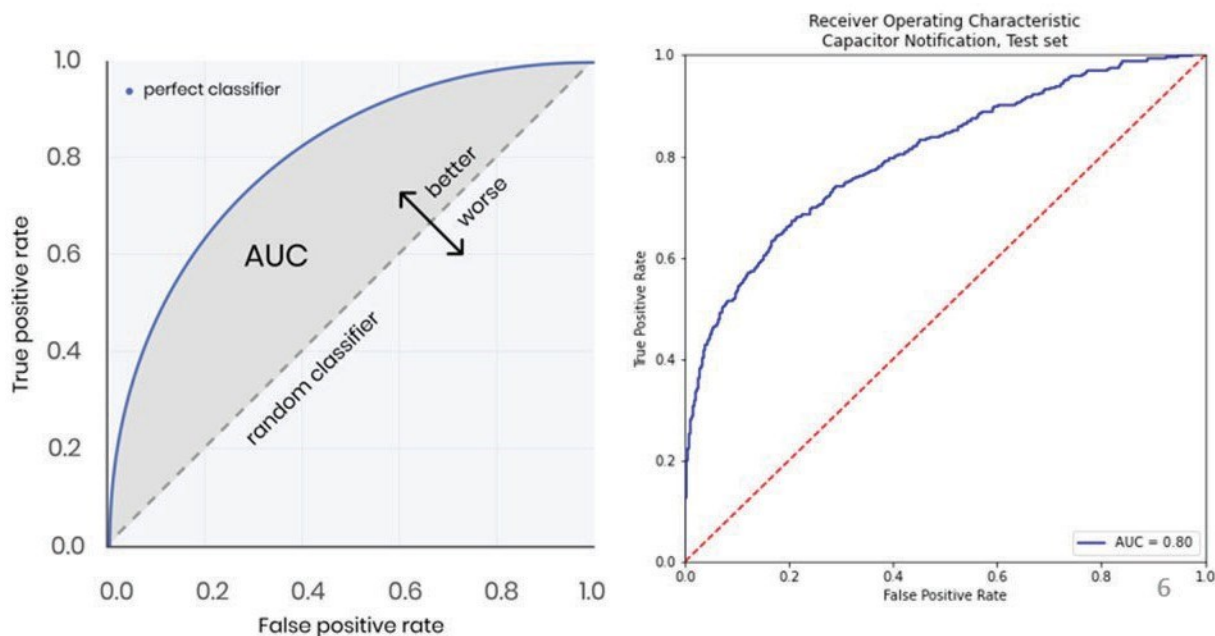 1.0
• perfect classifier
0.8
better
worse
0.6
AUC
0.4
random classifier
0.2
0.0
True positive rate
0.0 0.2 0.4 0.6 0.8 1.0
False positive rate
Receiver Operating Characteristic
Capacitor Notification, Test set
1.0
0.8
0.6
0.4
0.2
0.0
True Positive Rate
AUC = 0.80
0.0 0.2 0.4 0.6 0.8 1.0
False Positive Rate
6